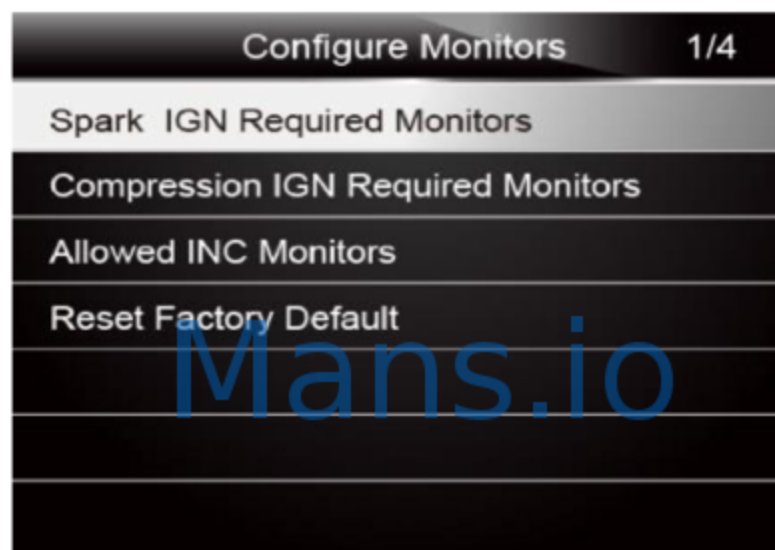 Configure Monitors 1/4
Spark IGN Required Monitors
Compression IGN Required Monitors
Allowed INC Monitors
Reset Factory Default
Mans.io